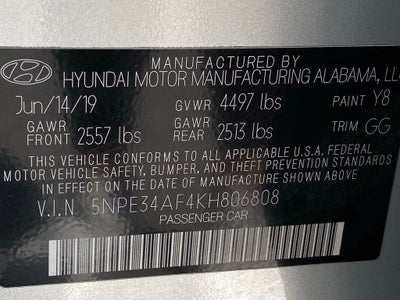 MANUFACTURED BY
HYUNDAI MOTOR MANUFACTURING ALABAMA, LL
Jun/14/19 GVWR 4497 lbs PAINT Y8
GAWR FRONT 2557 lbs GAWR REAR 2513 lbs TRIM GG
THIS VEHICLE CONFORMS TO ALL APPLICABLE U.S.A. FEDERAL
MOTOR VEHICLE SAFETY, BUMPER, AND THEFT PREVENTION STANDARDS
IN EFFECT ON THE DATE OF MANUFACTURE SHOWN ABOVE.
V.I.N 5NPE34AF4KH806808
PASSENGER CAR